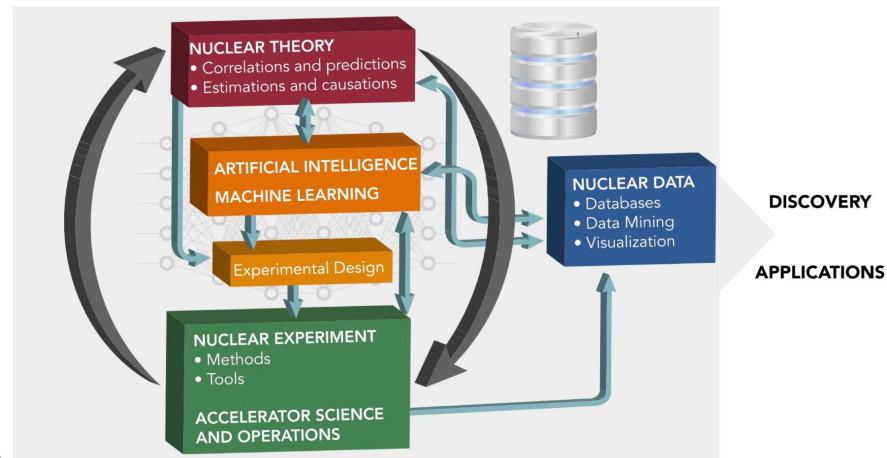 NUCLEAR THEORY
• Correlations and predictions
• Estimations and causations
ARTIFICIAL INTELLIGENCE
MACHINE LEARNING
Experimental Design
NUCLEAR EXPERIMENT
• Methods
• Tools
ACCELERATOR SCIENCE
AND OPERATIONS
NUCLEAR DATA
• Databases
• Data Mining
• Visualization
DISCOVERY
APPLICATIONS